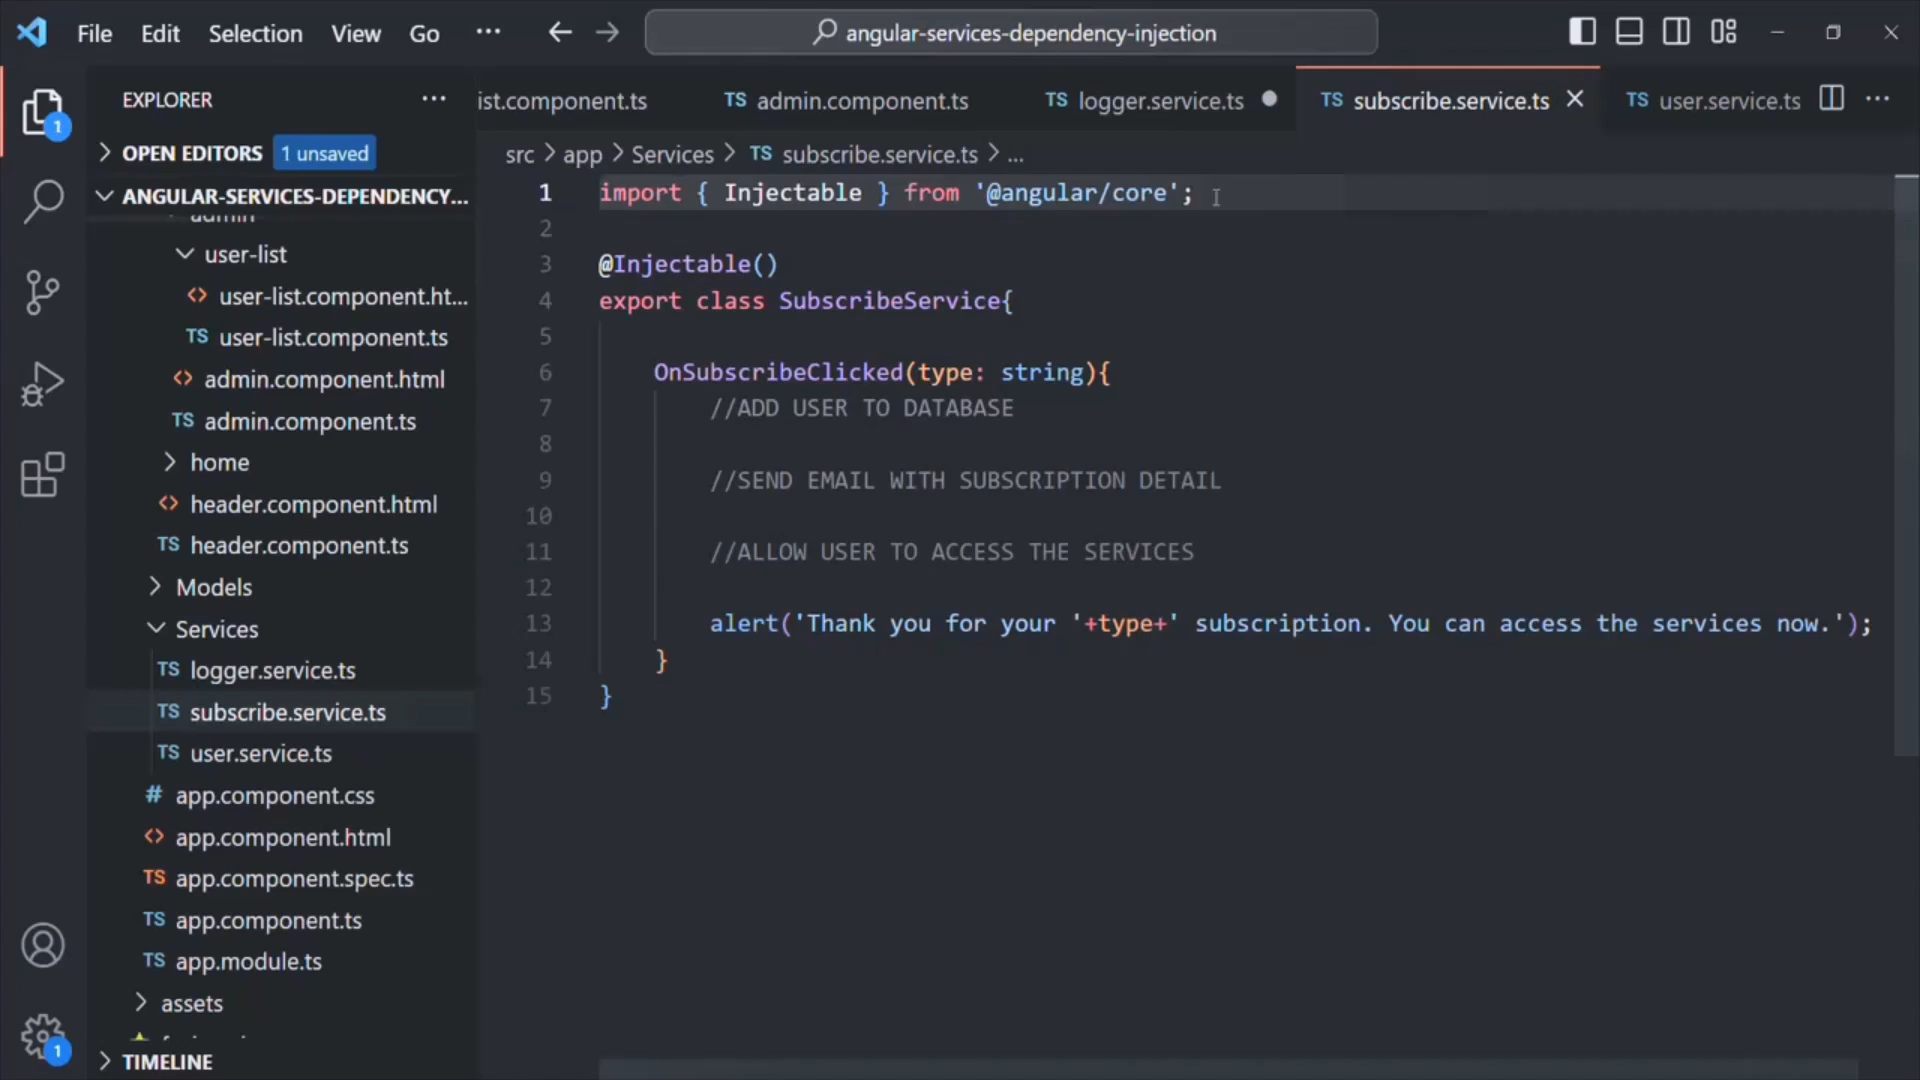 File Edit Selection View Go ··· angular-services-dependency-injection
EXPLORER ···
OPEN EDITORS 1 unsaved
ANGULAR-SERVICES-DEPENDENCY...
admin
user-list
user-list.component.ht...
user-list.component.ts
admin.component.html
TS admin.component.ts
home
header.component.html
TS header.component.ts
Models
Services
TS logger.service.ts
TS subscribe.service.ts
TS user.service.ts
# app.component.css
app.component.html
TS app.component.spec.ts
TS app.component.ts
TS app.module.ts
assets
TIMELINE
1
1
ist.component.ts TS admin.component.ts TS logger.service.ts TS subscribe.service.ts TS user.service.ts ···
src > app > Services > TS subscribe.service.ts > ...
1 import { Injectable } from '@angular/core';
2
3 @Injectable()
4 export class SubscribeService{
5
6 OnSubscribeClicked(type: string){
7 //ADD USER TO DATABASE
8
9 //SEND EMAIL WITH SUBSCRIPTION DETAIL
10
11 //ALLOW USER TO ACCESS THE SERVICES
12
13 alert('Thank you for your '+type+' subscription. You can access the services now.');
14 }
15 }